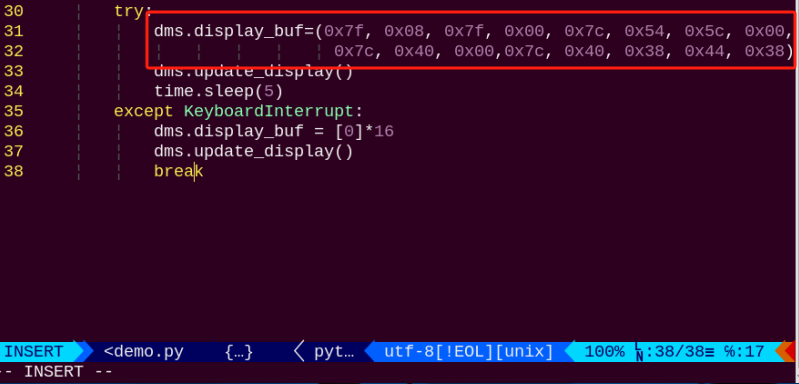 30 try:
31 dms.display_buf=(0x7f, 0x08, 0x7f, 0x00, 0x7c, 0x54, 0x5c, 0x00,
32 0x7c, 0x40, 0x00,0x7c, 0x40, 0x38, 0x44, 0x38)
33 dms.update_display()
34 time.sleep(5)
35 except KeyboardInterrupt:
36 dms.display_buf = [0]*16
37 dms.update_display()
38 break
INSERT <demo.py {…} pyt… utf-8[!EOL][unix] 100% LN:38/38≡ ℅:17
-- INSERT --